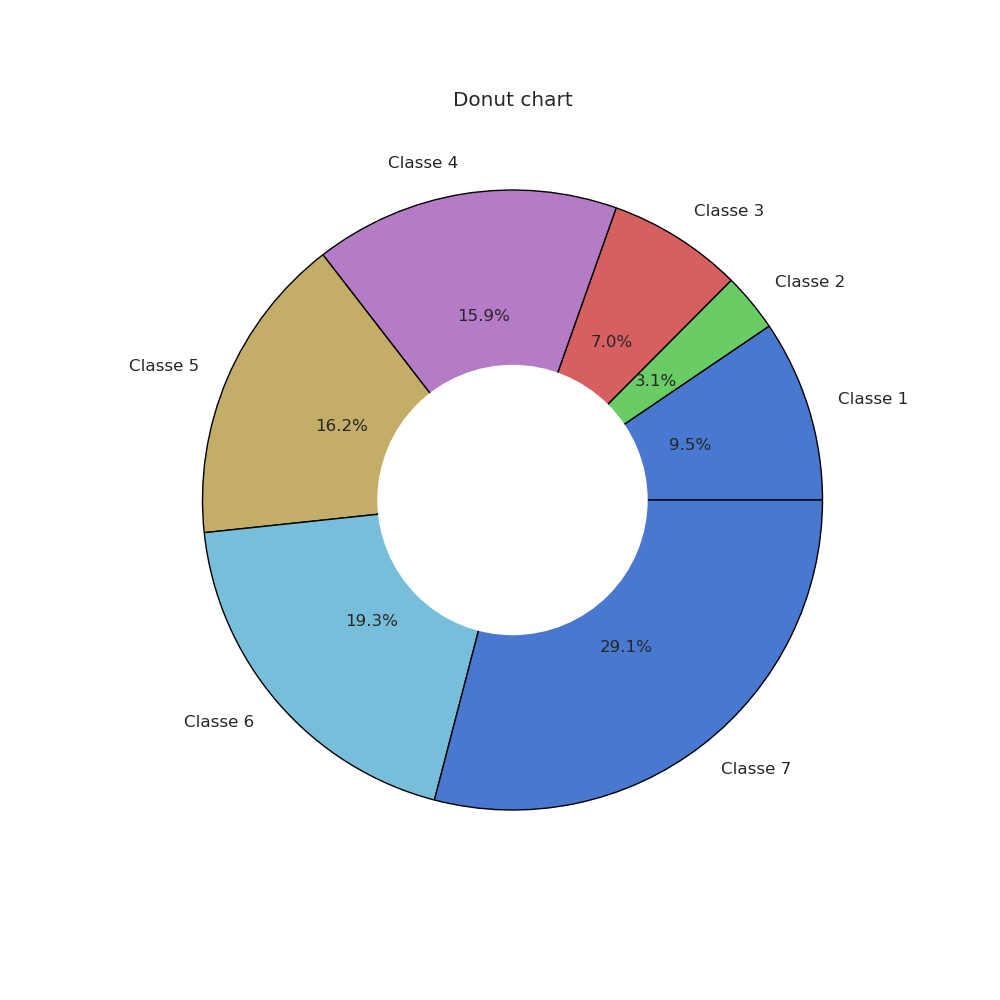 Donut chart
Classe 4
Classe 3
Classe 2
15.9%
7.0%
Classe 5
3.1%
Classe 1
16.2%
9.5%
19.3%
29.1%
Classe 6
Classe 7